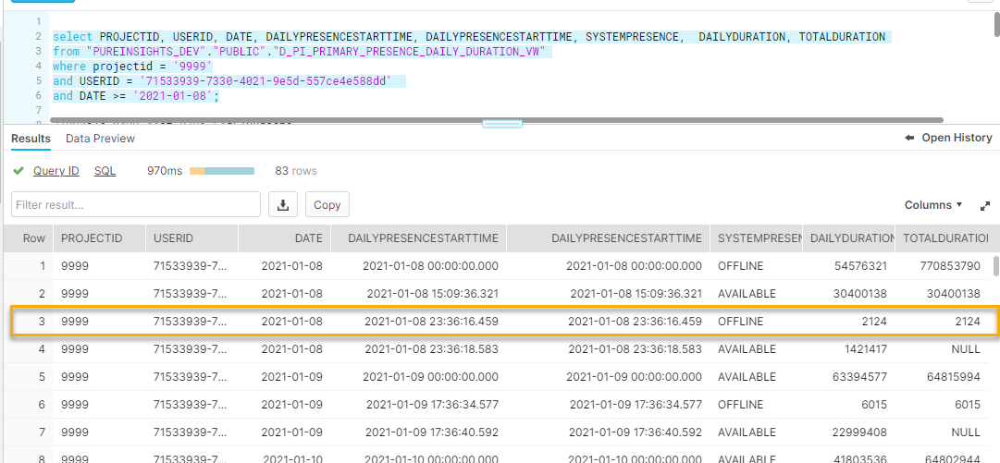 1
2 select PROJECTID, USERID, DATE, DAILYPRESENCESTARTTIME, DAILYPRESENCESTARTTIME, SYSTEMPRESENCE, DAILYDURATION, TOTALDURATION
3 from "PUREINSIGHTS_DEV"."PUBLIC"."D_PI_PRIMARY_PRESENCE_DAILY_DURATION_VW"
4 where projectid = '9999'
5 and USERID = '71533939-7330-4021-9e5d-557ce4e588dd'
6 and DATE >= '2021-01-08';
7
Results Data Preview Open History
Query ID SQL 970ms 83 rows
Filter result... Copy Columns
Row PROJECTID USERID DATE DAILYPRESENCESTARTTIME DAILYPRESENCESTARTTIME SYSTEMPRESEN DAILYDURATION TOTALDURATIO
1 9999 71533939-7... 2021-01-08 2021-01-08 00:00:00.000 2021-01-08 00:00:00.000 OFFLINE 54576321 770853790
2 9999 71533939-7... 2021-01-08 2021-01-08 15:09:36.321 2021-01-08 15:09:36.321 AVAILABLE 30400138 30400138
3 9999 71533939-7... 2021-01-08 2021-01-08 23:36:16.459 2021-01-08 23:36:16.459 OFFLINE 2124 2124
4 9999 71533939-7... 2021-01-08 2021-01-08 23:36:18.583 2021-01-08 23:36:18.583 AVAILABLE 1421417 NULL
5 9999 71533939-7... 2021-01-09 2021-01-09 00:00:00.000 2021-01-09 00:00:00.000 AVAILABLE 63394577 64815994
6 9999 71533939-7... 2021-01-09 2021-01-09 17:36:34.577 2021-01-09 17:36:34.577 OFFLINE 6015 6015
7 9999 71533939-7... 2021-01-09 2021-01-09 17:36:40.592 2021-01-09 17:36:40.592 AVAILABLE 22999408 NULL
8 9999 71533939-7... 2021-01-10 2021-01-10 00:00:00.000 2021-01-10 00:00:00.000 AVAILABLE 41803536 64802944